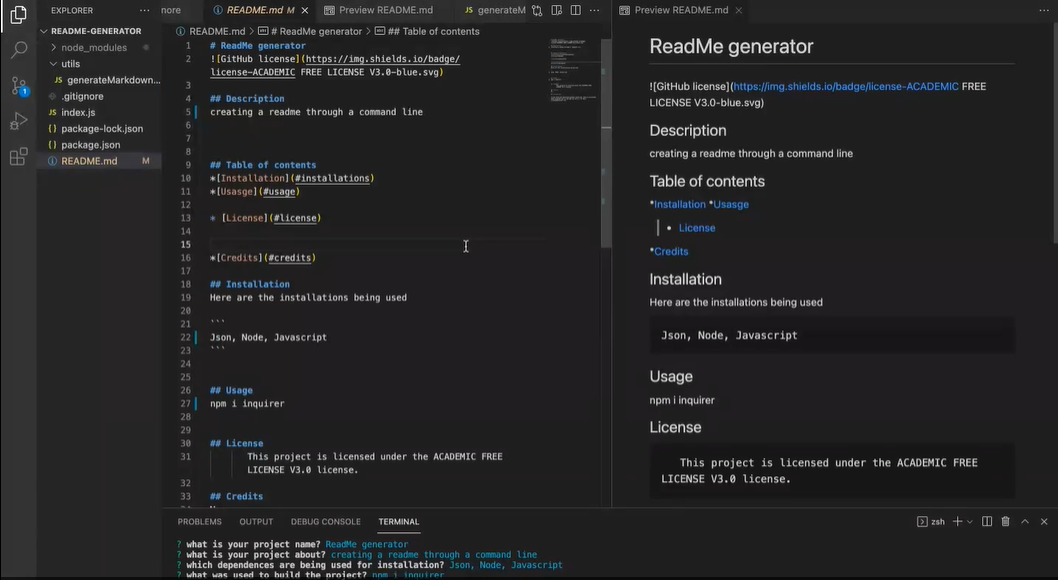 EXPLORER ...
README-GENERATOR
node_modules
utils
JS generateMarkdown...
.gitignore
JS index.js
{} package-lock.json
{} package.json
README.md M
1
nore
README.md M ×
Preview README.md
JS generateM
...
README.md > # ReadMe generator > ## Table of contents
1 # ReadMe generator
2 ![GitHub license](https://img.shields.io/badge/
license-ACADEMIC FREE LICENSE V3.0-blue.svg)
3
4 ## Description
5 creating a readme through a command line
6
7
8
9 ## Table of contents
10 *[Installation](#installations)
11 *[Usasge](#usage)
12
13 * [License](#license)
14
15
16 *[Credits](#credits)
17
18 ## Installation
19 Here are the installations being used
20
21 ```
22 Json, Node, Javascript
23 ```
24
25
26 ## Usage
27 npm i inquirer
28
29
30 ## License
31 This project is licensed under the ACADEMIC FREE
LICENSE V3.0 license.
32
33 ## Credits
Preview README.md ×
...
ReadMe generator
![GitHub license](https://img.shields.io/badge/license-ACADEMIC FREE
LICENSE V3.0-blue.svg)
Description
creating a readme through a command line
Table of contents
*Installation *Usasge
• License
*Credits
Installation
Here are the installations being used
Json, Node, Javascript
Usage
npm i inquirer
License
This project is licensed under the ACADEMIC FREE
LICENSE V3.0 license.
PROBLEMS OUTPUT DEBUG CONSOLE TERMINAL
zsh
? what is your project name? ReadMe generator
? what is your project about? creating a readme through a command line
? which dependences are being used for installation? Json, Node, Javascript
? what was used to build the project? npm i inquirer